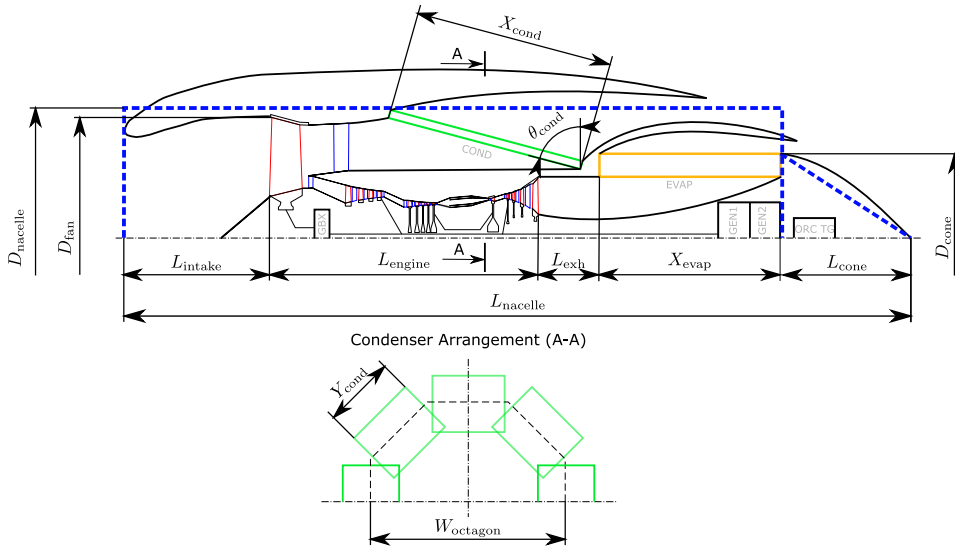 X_cond
A
θ_cond
COND
EVAP
D_nacelle
D_fan
GBX
GEN1
GEN2
ORC TG
D_cone
A
L_intake
L_engine
L_exh
X_evap
L_cone
L_nacelle
Condenser Arrangement (A-A)
Y_cond
W_octagon